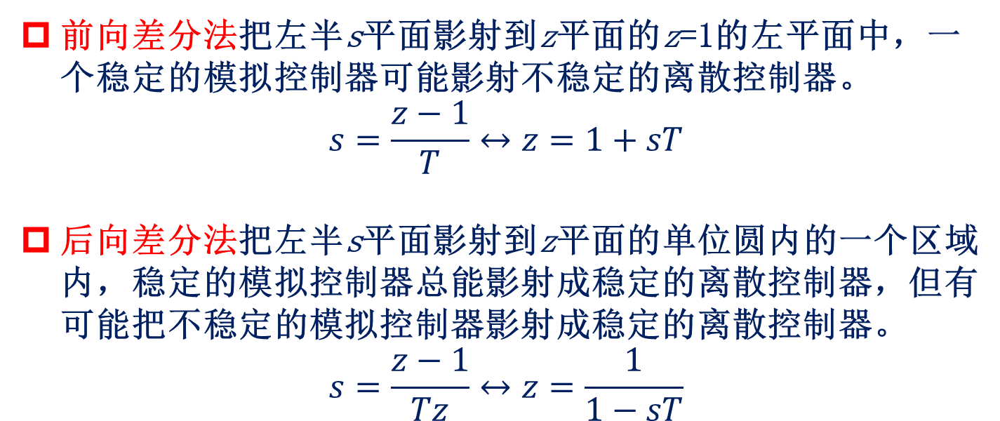 前向差分法把左半s平面影射到z平面的z=1的左平面中，一
个稳定的模拟控制器可能影射不稳定的离散控制器。
s = \frac{z − 1}{T} ↔ z = 1 + sT
后向差分法把左半s平面影射到z平面的单位圆内的一个区域
内，稳定的模拟控制器总能影射成稳定的离散控制器，但有
可能把不稳定的模拟控制器影射成稳定的离散控制器。
s = \frac{z − 1}{Tz} ↔ z = \frac{1}{1 − sT}